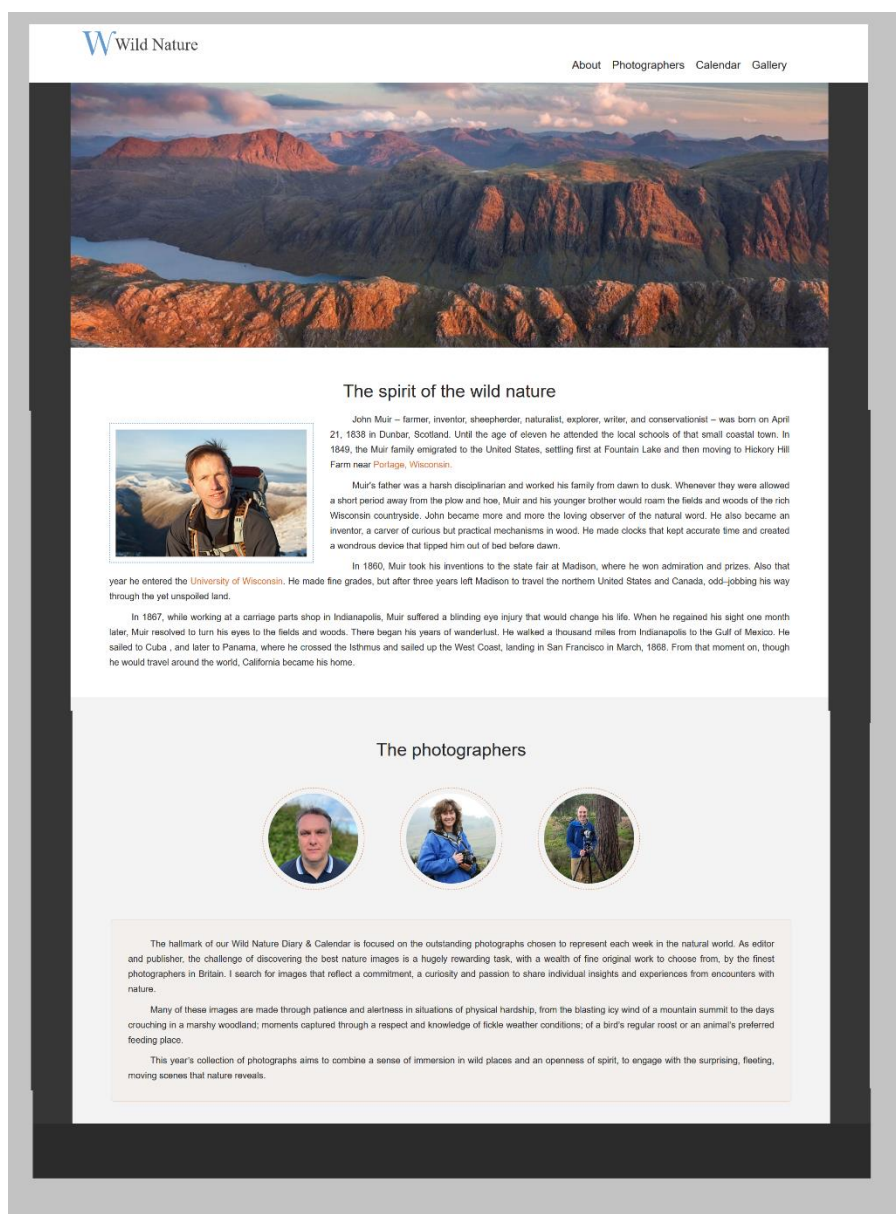 W Wild Nature
About Photographers Calendar Gallery
The spirit of the wild nature
John Muir – farmer, inventor, sheepherder, naturalist, explorer, writer, and conservationist – was born on April
21, 1838 in Dunbar, Scotland. Until the age of eleven he attended the local schools of that small coastal town. In
1849, the Muir family emigrated to the United States, settling first at Fountain Lake and then moving to Hickory Hill
Farm near Portage, Wisconsin.
Muir's father was a harsh disciplinarian and worked his family from dawn to dusk. Whenever they were allowed
a short period away from the plow and hoe, Muir and his younger brother would roam the fields and woods of the rich
Wisconsin countryside. John became more and more the loving observer of the natural word. He also became an
inventor, a carver of curious but practical mechanisms in wood. He made clocks that kept accurate time and created
a wondrous device that tipped him out of bed before dawn.
In 1860, Muir took his inventions to the state fair at Madison, where he won admiration and prizes. Also that
year he entered the University of Wisconsin. He made fine grades, but after three years left Madison to travel the northern United States and Canada, odd–jobbing his way
through the yet unspoiled land.
In 1867, while working at a carriage parts shop in Indianapolis, Muir suffered a blinding eye injury that would change his life. When he regained his sight one month
later, Muir resolved to turn his eyes to the fields and woods. There began his years of wanderlust. He walked a thousand miles from Indianapolis to the Gulf of Mexico. He
sailed to Cuba , and later to Panama, where he crossed the Isthmus and sailed up the West Coast, landing in San Francisco in March, 1868. From that moment on, though
he would travel around the world, California became his home.
The photographers
The hallmark of our Wild Nature Diary & Calendar is focused on the outstanding photographs chosen to represent each week in the natural world. As editor
and publisher, the challenge of discovering the best nature images is a hugely rewarding task, with a wealth of fine original work to choose from, by the finest
photographers in Britain. I search for images that reflect a commitment, a curiosity and passion to share individual insights and experiences from encounters with
nature.
Many of these images are made through patience and alertness in situations of physical hardship, from the blasting icy wind of a mountain summit to the days
crouching in a marshy woodland; moments captured through a respect and knowledge of fickle weather conditions; of a bird's regular roost or an animal's preferred
feeding place.
This year's collection of photographs aims to combine a sense of immersion in wild places and an openness of spirit, to engage with the surprising, fleeting,
moving scenes that nature reveals.